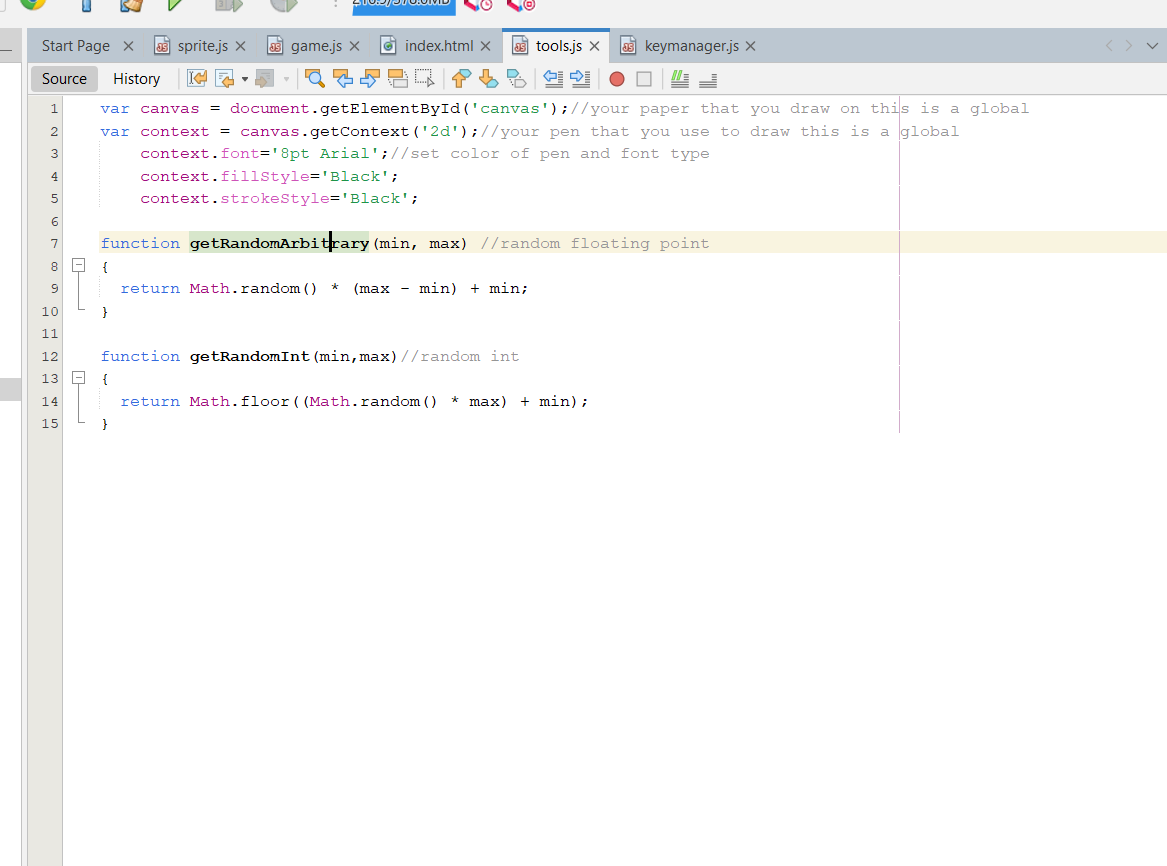 Start Page sprite.js game.js index.html tools.js keymanager.js
Source History
1 var canvas = document.getElementById('canvas');//your paper that you draw on this is a global
2 var context = canvas.getContext('2d');//your pen that you use to draw this is a global
3 context.font='8pt Arial';//set color of pen and font type
4 context.fillStyle='Black';
5 context.strokeStyle='Black';
6
7 function getRandomArbitrary(min, max) //random floating point
8 {
9 return Math.random() * (max - min) + min;
10 }
11
12 function getRandomInt(min,max)//random int
13 {
14 return Math.floor((Math.random() * max) + min);
15 }